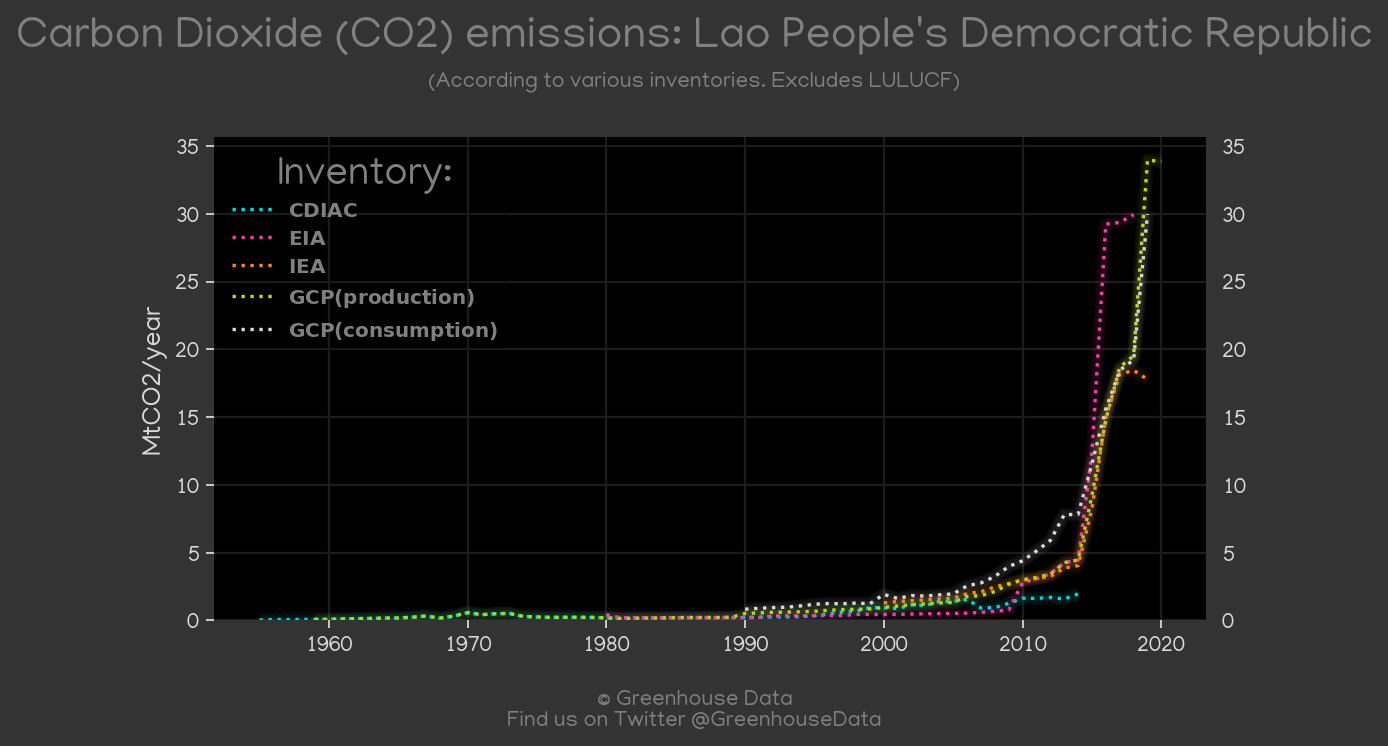 Carbon Dioxide (CO2) emissions: Lao People's Democratic Republic
(According to various inventories. Excludes LULUCF)
35
30
25
20
15
10
5
0
MtCO2/year
Inventory:
CDIAC
EIA
IEA
GCP(production)
GCP(consumption)
35
30
25
20
15
10
5
0
1960 1970 1980 1990 2000 2010 2020
© Greenhouse Data
Find us on Twitter @GreenhouseData